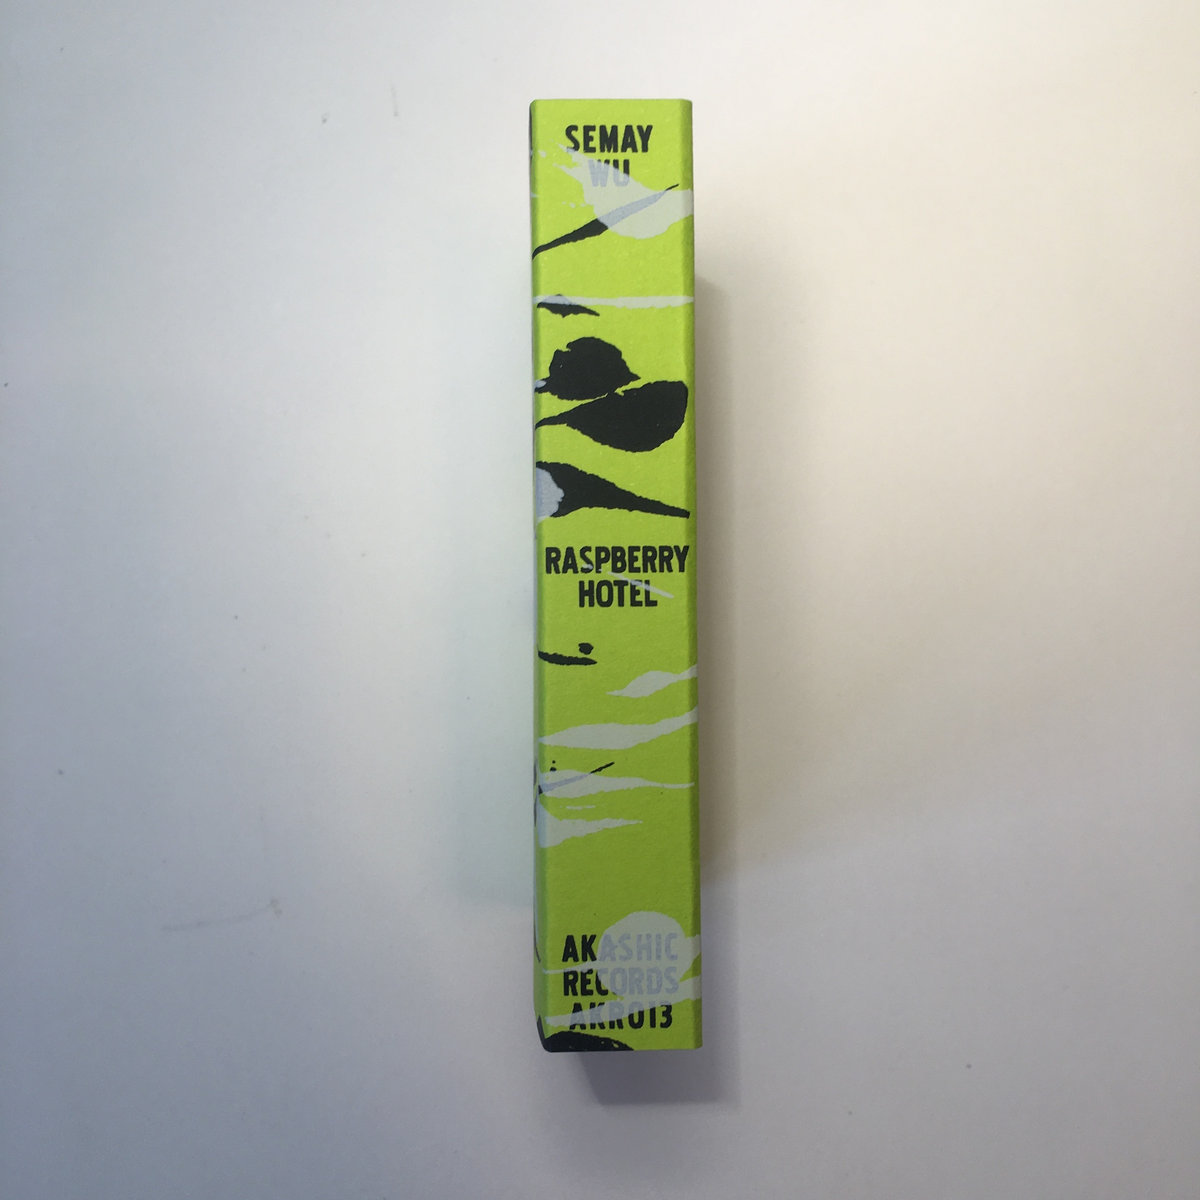 SEMAY
WU
RASPBERRY
HOTEL
AKASHIC
RECORDS
AKR013